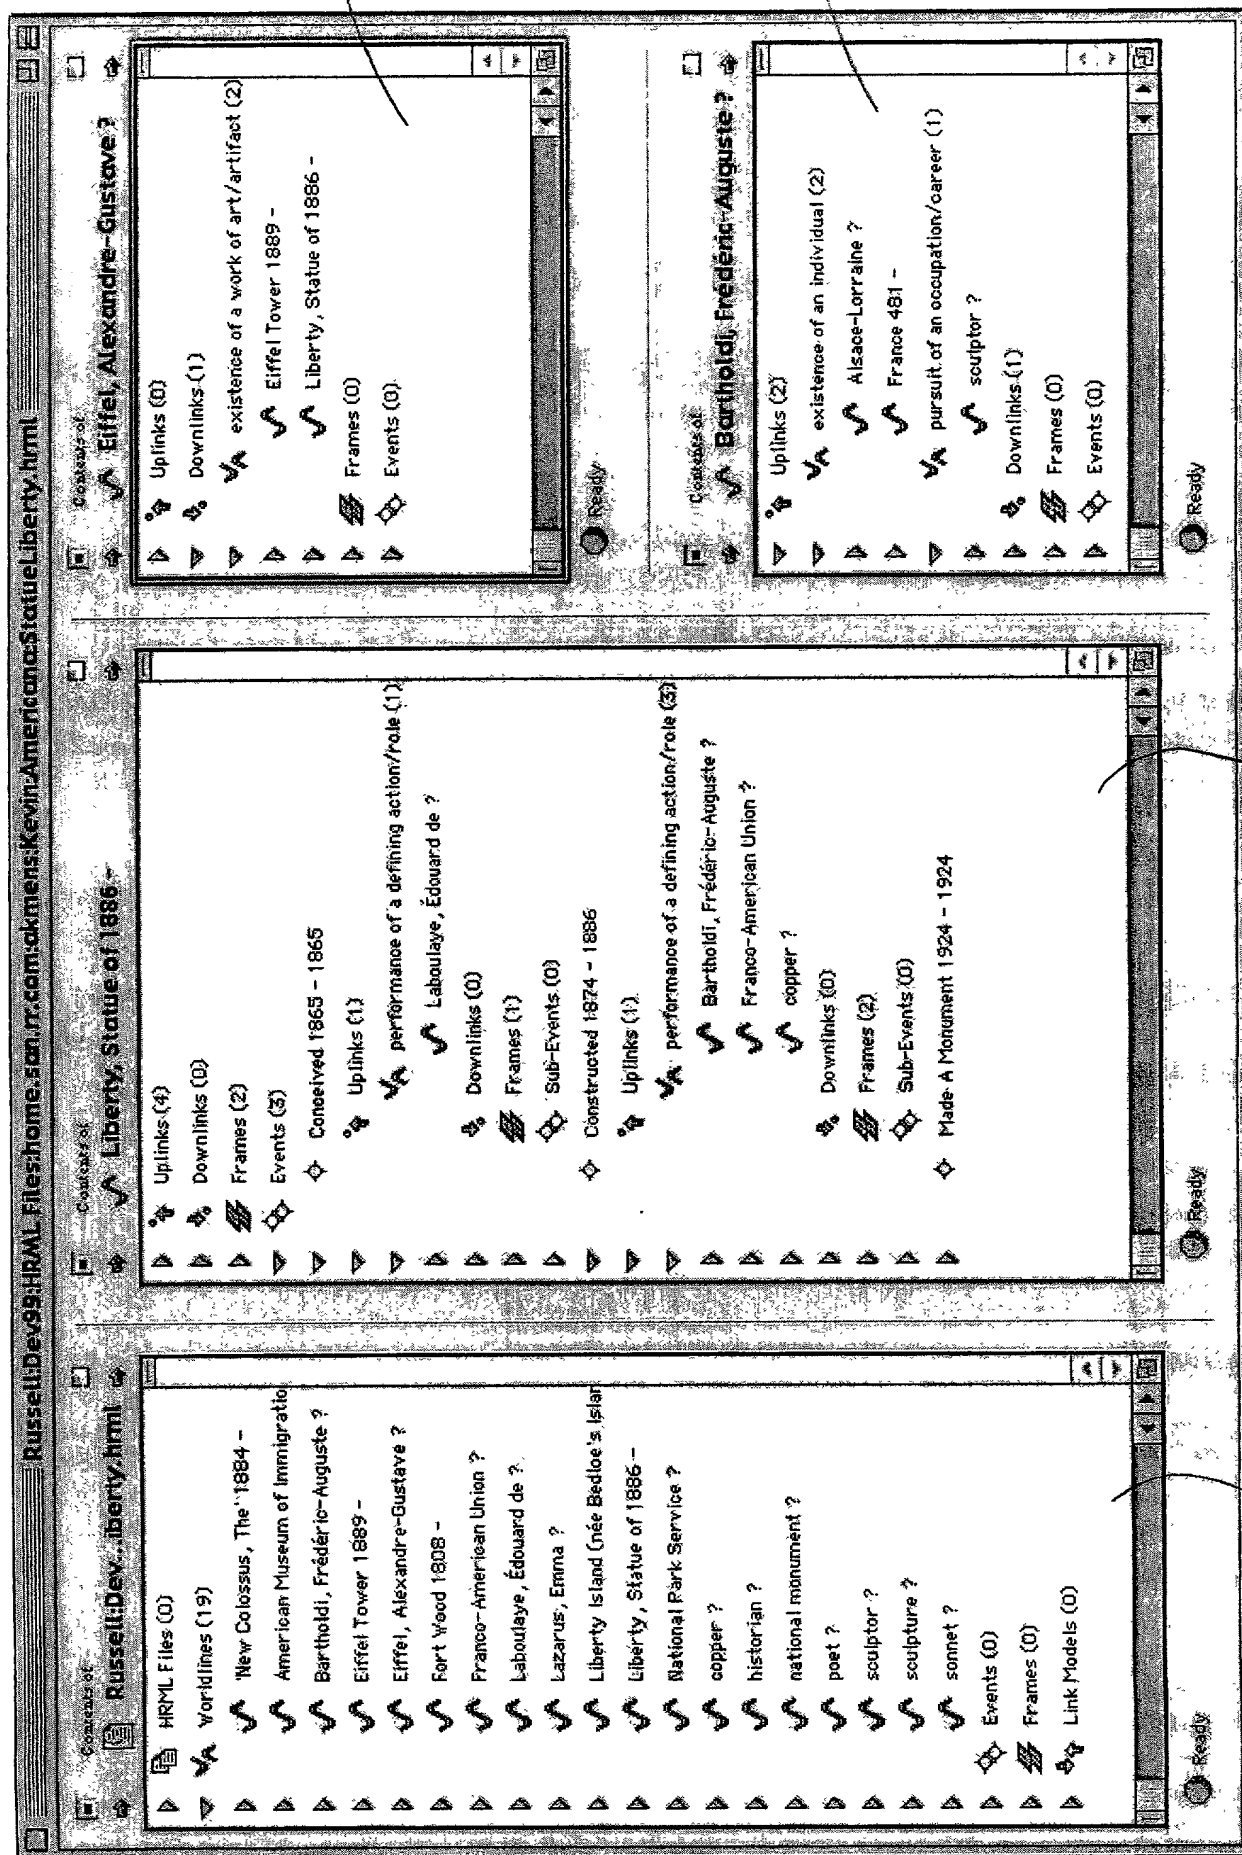 Russell:Dev99:HRML Files:home.san.rr.com:akmens:Kevin:Americana:StatueLiberty.hrml
Contents of
Russell:Dev...iberty.hrml
HRML Files (0)
Worldlines (19)
"New Colossus, The" 1884 -
American Museum of Immigratio
Bartholdi, Frédéric-Auguste ?
Eiffel Tower 1889 -
Eiffel, Alexandre-Gustave ?
Fort Wood 1808 -
Franco-American Union ?
Laboulaye, Édouard de ?
Lazarus, Emma ?
Liberty Island (née Bedloe's Islan
Liberty, Statue of 1886 -
National Park Service ?
copper ?
historian ?
national monument ?
poet ?
sculptor ?
sculpture ?
sonnet ?
Events (0)
Frames (0)
Link Models (0)
Ready
Contents of
Liberty, Statue of 1886 -
Uplinks (4)
Downlinks (0)
Frames (2)
Events (3)
Conceived 1865 - 1865
Uplinks (1)
performance of a defining action/role (1)
Laboulaye, Édouard de ?
Downlinks (0)
Frames (1)
Sub-Events (0)
Constructed 1874 - 1886
Uplinks (1)
performance of a defining action/role (3)
Bartholdi, Frédéric-Auguste ?
Franco-American Union ?
copper ?
Downlinks (0)
Frames (2)
Sub-Events (0)
Made A Monument 1924 - 1924
Ready
Contents of
Eiffel, Alexandre-Gustave ?
Uplinks (0)
Downlinks (1)
existence of a work of art/artifact (2)
Eiffel Tower 1889 -
Liberty, Statue of 1886 -
Frames (0)
Events (0)
Ready
Contents of
Bartholdi, Frédéric-Auguste ?
Uplinks (2)
existence of an individual (2)
Alsace-Lorraine ?
France 481 -
pursuit of an occupation/career (1)
sculptor ?
Downlinks (1)
Frames (0)
Events (0)
Ready